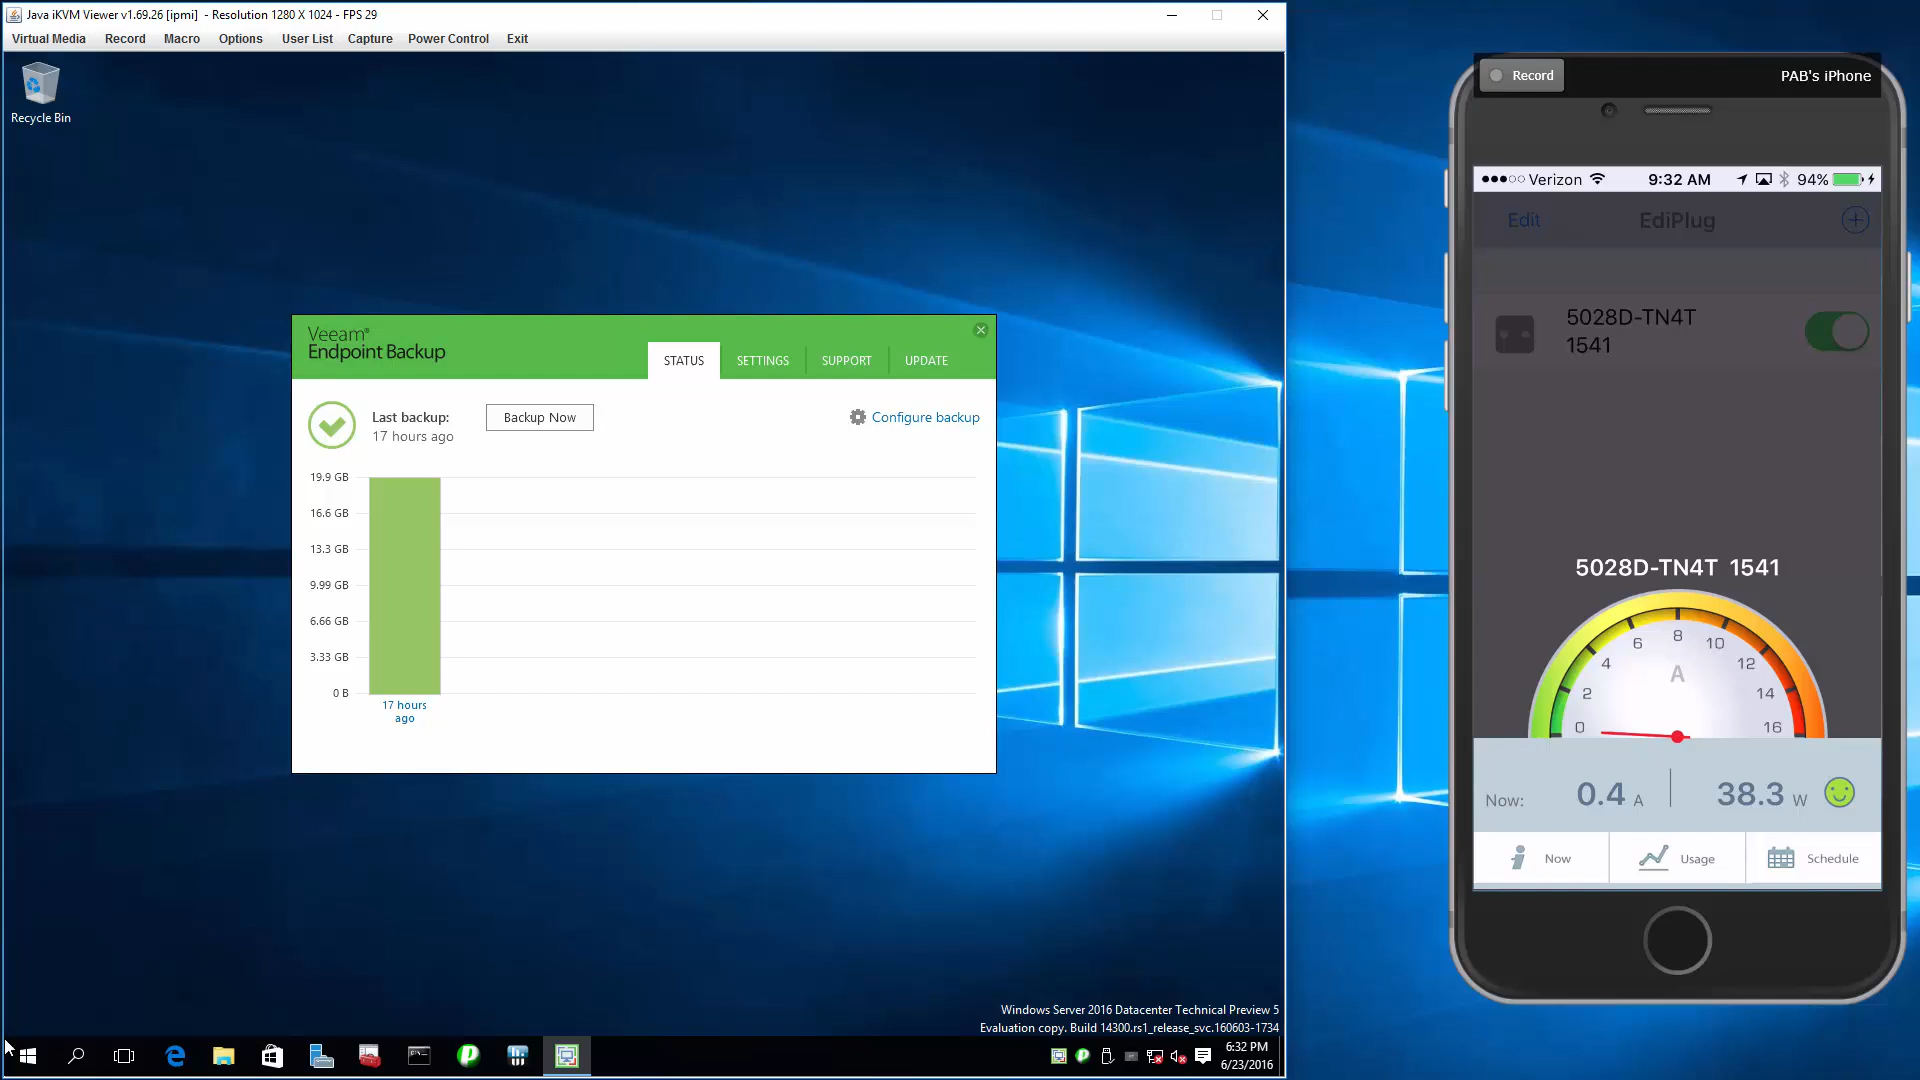 Java iKVM Viewer v1.69.26 [ipmi] - Resolution 1280 X 1024 - FPS 29
Virtual Media Record Macro Options User List Capture Power Control Exit
Recycle Bin
Veeam®
Endpoint Backup
STATUS SETTINGS SUPPORT UPDATE
Last backup:
17 hours ago
Backup Now
Configure backup
19.9 GB
16.6 GB
13.3 GB
9.99 GB
6.66 GB
3.33 GB
0 B
17 hours
ago
Windows Server 2016 Datacenter Technical Preview 5
Evaluation copy. Build 14300.rs1_release_svc.160603-1734
6:32 PM
6/23/2016
Record
PAB's iPhone
Verizon 9:32 AM 94%
Edit EdiPlug
5028D-TN4T
1541
5028D-TN4T 1541
0 2 4 6 8 10 12 14 16
A
Now: 0.4 A 38.3 W
Now Usage Schedule